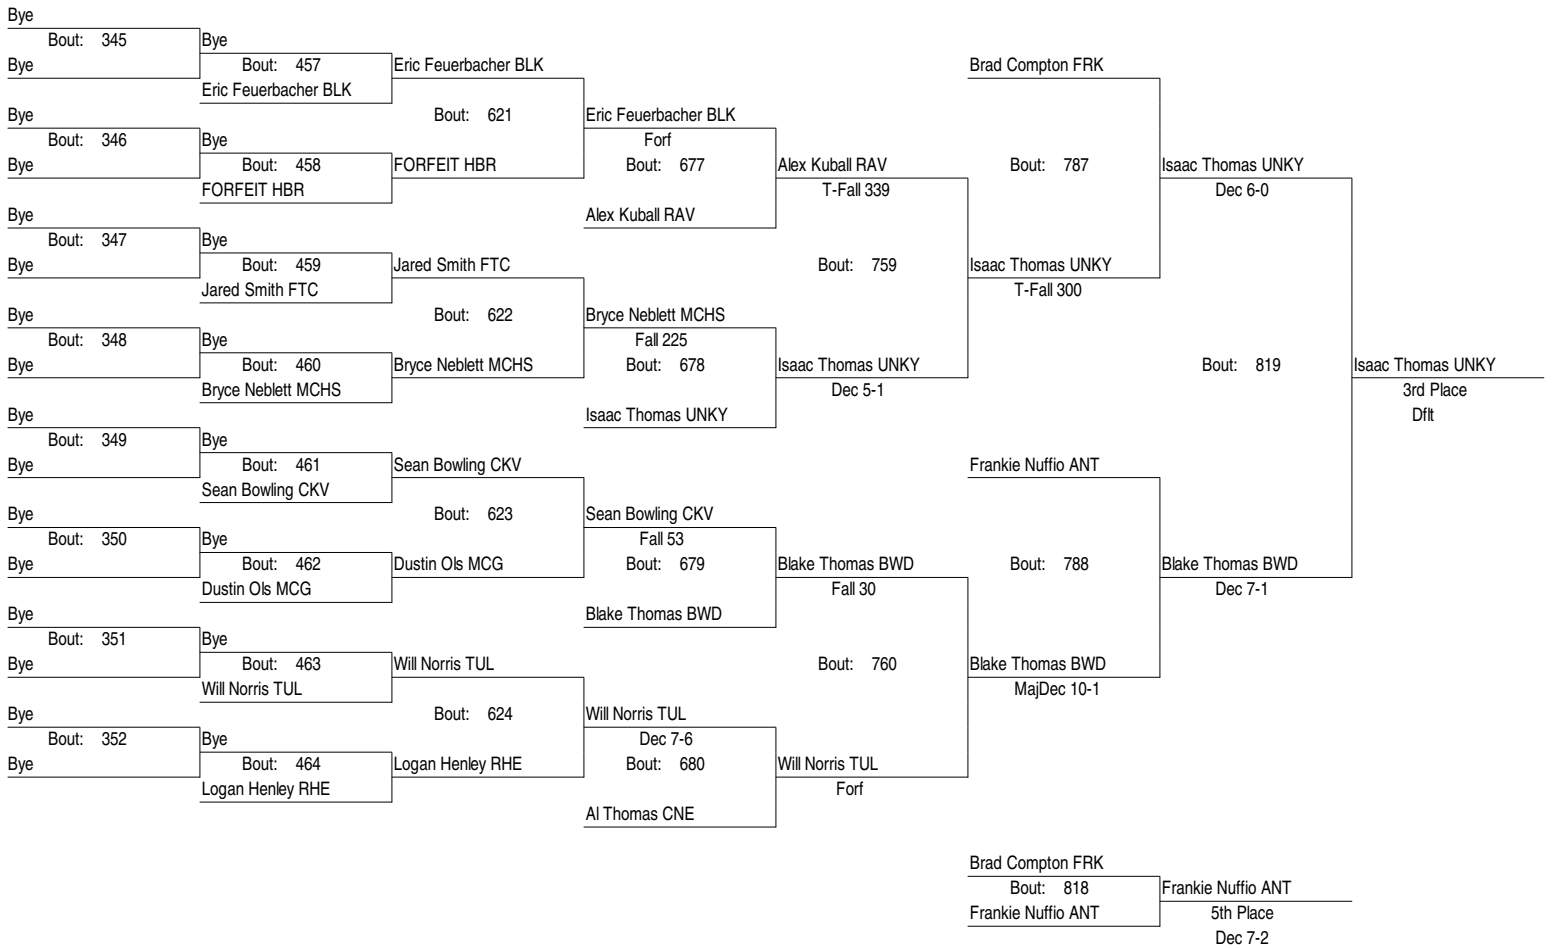 Bye
Bout: 345
Bye
Bye
Bout: 457
Eric Feuerbacher BLK
Bye
Bout: 346
Bye
Bye
Bout: 458
FORFEIT HBR
Bye
Bout: 347
Bye
Bye
Bout: 459
Jared Smith FTC
Bye
Bout: 348
Bye
Bye
Bout: 460
Bryce Neblett MCHS
Bye
Bout: 349
Bye
Bye
Bout: 461
Sean Bowling CKV
Bye
Bout: 350
Bye
Bye
Bout: 462
Dustin Ols MCG
Bye
Bout: 351
Bye
Bye
Bout: 463
Will Norris TUL
Bye
Bout: 352
Bye
Bye
Bout: 464
Logan Henley RHE
Eric Feuerbacher BLK
Bout: 621
FORFEIT HBR
Jared Smith FTC
Bout: 622
Bryce Neblett MCHS
Sean Bowling CKV
Bout: 623
Dustin Ols MCG
Will Norris TUL
Bout: 624
Logan Henley RHE
Eric Feuerbacher BLK
Forf
Bout: 677
Alex Kuball RAV
Bryce Neblett MCHS
Fall 225
Bout: 678
Isaac Thomas UNKY
Sean Bowling CKV
Fall 53
Bout: 679
Blake Thomas BWD
Will Norris TUL
Dec 7-6
Bout: 680
Al Thomas CNE
Alex Kuball RAV
T-Fall 339
Bout: 759
Isaac Thomas UNKY
Dec 5-1
Blake Thomas BWD
Fall 30
Bout: 760
Will Norris TUL
Forf
Brad Compton FRK
Bout: 787
Isaac Thomas UNKY
T-Fall 300
Frankie Nuffio ANT
Bout: 788
Blake Thomas BWD
MajDec 10-1
Isaac Thomas UNKY
Dec 6-0
Bout: 819
Blake Thomas BWD
Dec 7-1
Isaac Thomas UNKY
3rd Place
Dflt
Brad Compton FRK
Bout: 818
Frankie Nuffio ANT
Frankie Nuffio ANT
5th Place
Dec 7-2